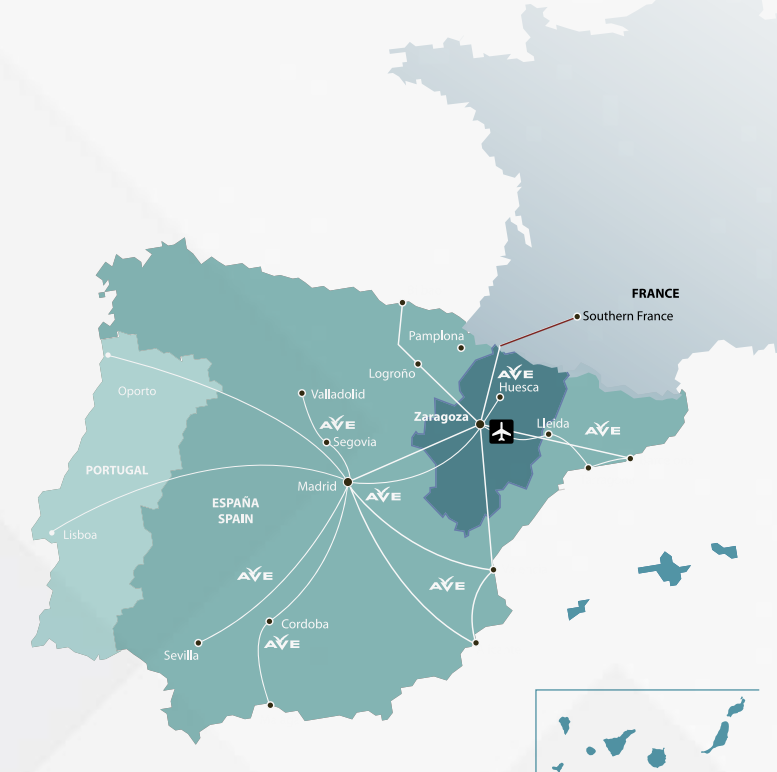 FRANCE
Southern France
Pamplona
Logroño
AVE
Huesca
Valladolid
Zaragoza
AVE
Lleida
AVE
Segovia
Oporto
PORTUGAL
Madrid
AVE
ESPAÑA
SPAIN
Lisboa
AVE
AVE
Cordoba
AVE
Sevilla